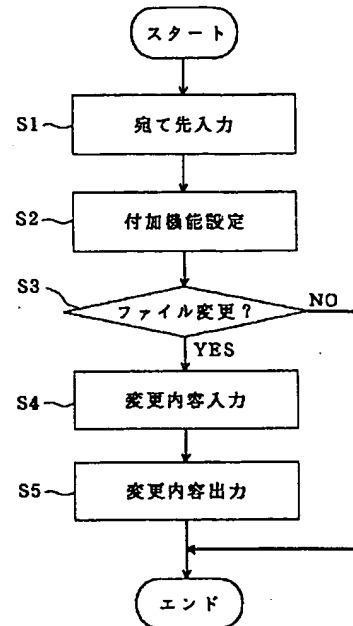 スタート
S1 宛て先入力
S2 付加機能設定
S3 ファイル変更？ NO
YES
S4 変更内容入力
S5 変更内容出力
エンド